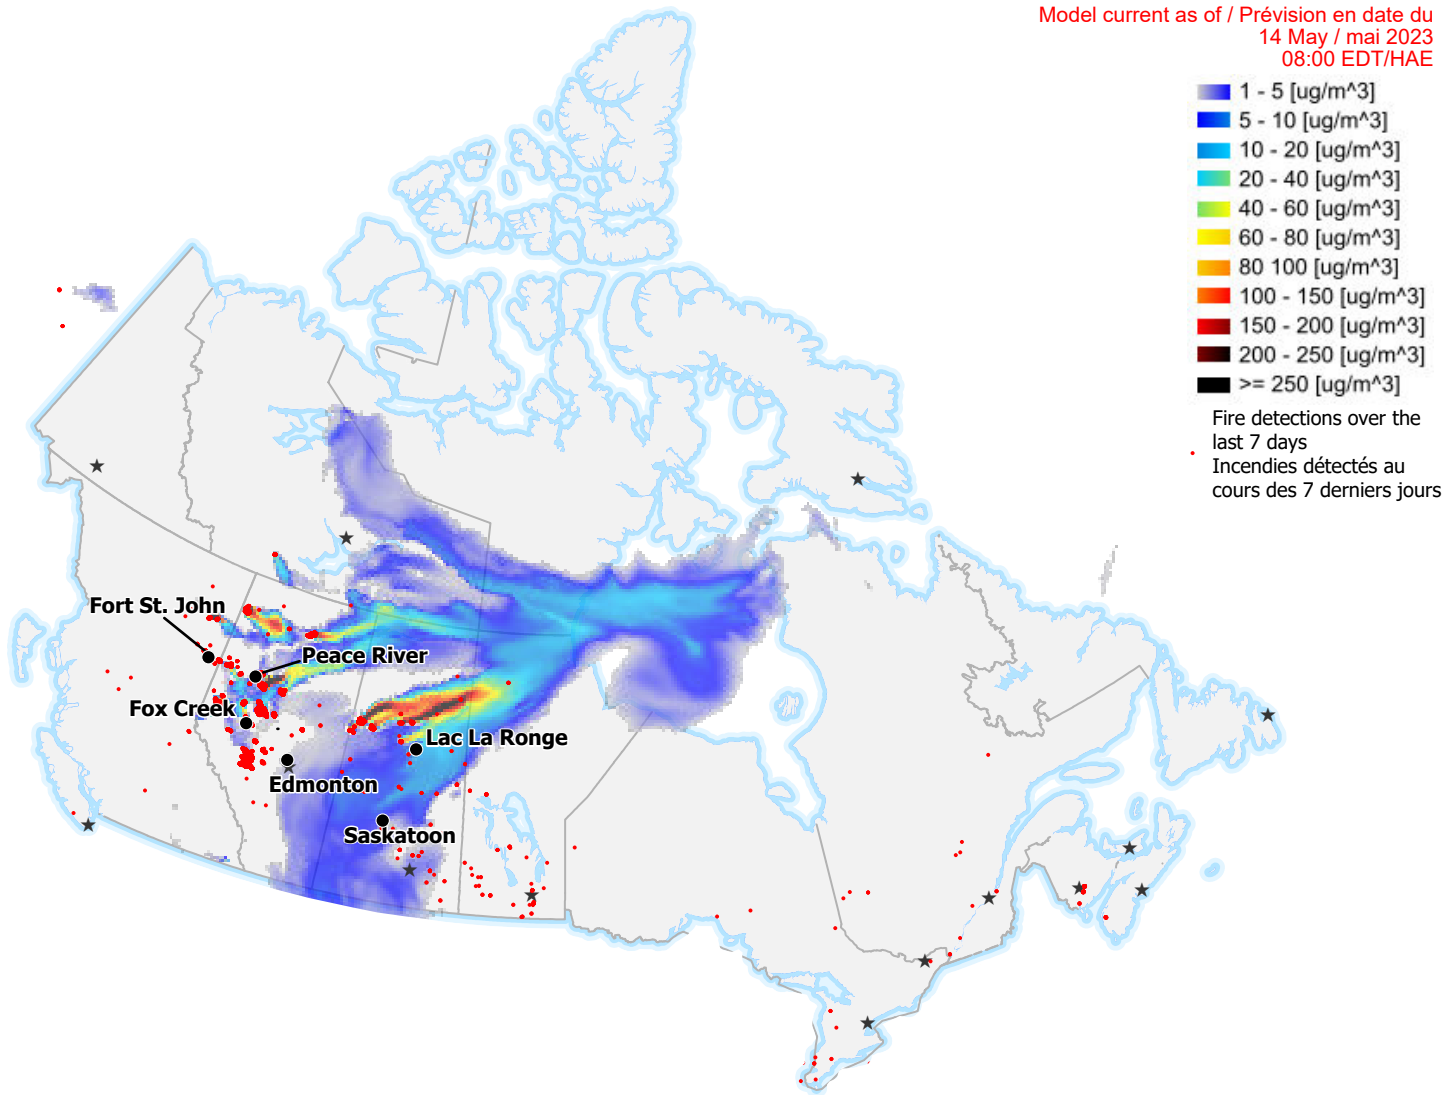 Model current as of / Prévision en date du
14 May / mai 2023
08:00 EDT/HAE
1 - 5 [ug/m^3]
5 - 10 [ug/m^3]
10 - 20 [ug/m^3]
20 - 40 [ug/m^3]
40 - 60 [ug/m^3]
60 - 80 [ug/m^3]
80 100 [ug/m^3]
100 - 150 [ug/m^3]
150 - 200 [ug/m^3]
200 - 250 [ug/m^3]
>= 250 [ug/m^3]
Fire detections over the
last 7 days
Incendies détectés au
cours des 7 derniers jours
Fort St. John
Peace River
Fox Creek
Lac La Ronge
Edmonton
Saskatoon